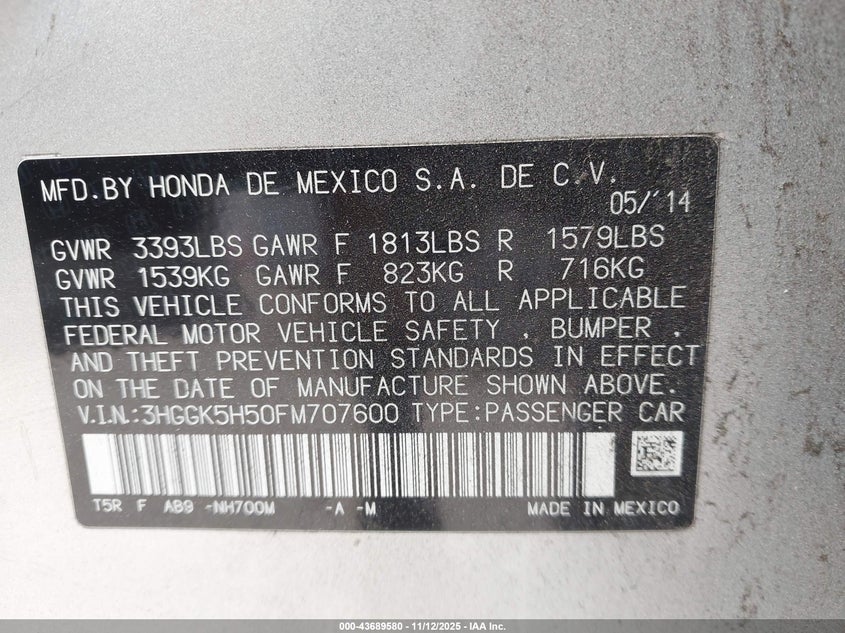 MFD.BY HONDA DE MEXICO S.A. DE C.V.
05/'14
GVWR 3393LBS GAWR F 1813LBS R 1579LBS
GVWR 1539KG GAWR F 823KG R 716KG
THIS VEHICLE CONFORMS TO ALL APPLICABLE
FEDERAL MOTOR VEHICLE SAFETY , BUMPER ,
AND THEFT PREVENTION STANDARDS IN EFFECT
ON THE DATE OF MANUFACTURE SHOWN ABOVE.
V.I.N.:3HGGK5H50FM707600 TYPE:PASSENGER CAR
T5R F AB9 -NH700M -A -M MADE IN MEXICO
000-43689580 - 11/12/2025 - IAA Inc.